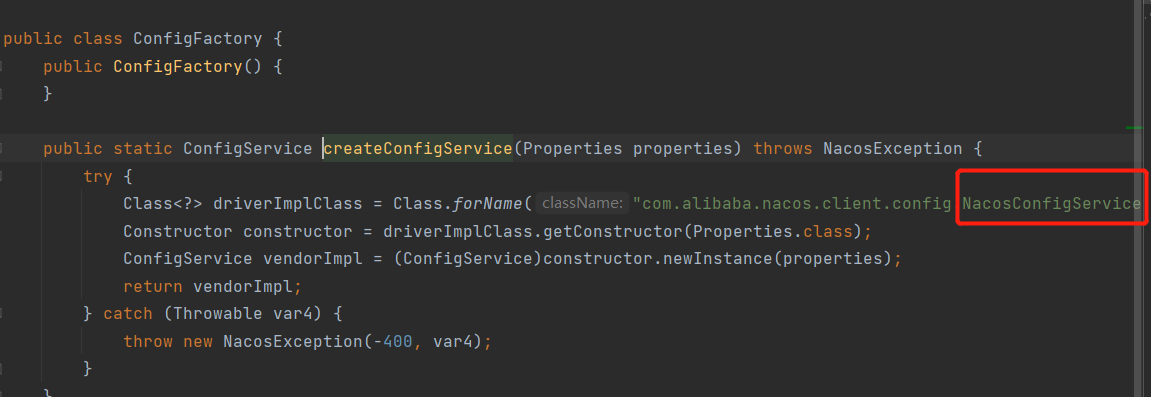 public class ConfigFactory {
public ConfigFactory() {
}
public static ConfigService createConfigService(Properties properties) throws NacosException {
try {
Class<?> driverImplClass = Class.forName( className: "com.alibaba.nacos.client.config.NacosConfigService
Constructor constructor = driverImplClass.getConstructor(Properties.class);
ConfigService vendorImpl = (ConfigService)constructor.newInstance(properties);
return vendorImpl;
} catch (Throwable var4) {
throw new NacosException(-400, var4);
}
}